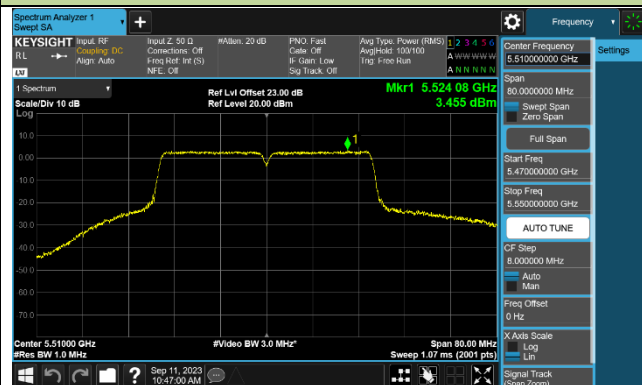 Spectrum Analyzer 1
Swept SA
Frequency
KEYSIGHT
RL
LXI
Input: RF
Coupling: DC
Align: Auto
Input Z: 50 Ω
Corrections: Off
Freq Ref: Int (S)
NFE: Off
#Atten: 20 dB
PNO: Fast
Gate: Off
IF Gain: Low
Sig Track: Off
Avg Type: Power (RMS)
Avg|Hold: 100/100
Trig: Free Run
1 2 3 4 5 6
A W W W W W
A N N N N N
1 Spectrum
Scale/Div 10 dB
Log
Ref Lvl Offset 23.00 dB
Ref Level 20.00 dBm
Mkr1 5.524 08 GHz
3.455 dBm
1
10.0
0.00
-10.0
-20.0
-30.0
-40.0
-50.0
-60.0
-70.0
Center 5.51000 GHz
#Res BW 1.0 MHz
#Video BW 3.0 MHz*
Span 80.00 MHz
Sweep 1.07 ms (2001 pts)
Center Frequency
5.510000000 GHz
Settings
Span
80.0000000 MHz
Swept Span
Zero Span
Full Span
Start Freq
5.470000000 GHz
Stop Freq
5.550000000 GHz
AUTO TUNE
CF Step
8.000000 MHz
Auto
Man
Freq Offset
0 Hz
X Axis Scale
Log
Lin
Signal Track
(Span Zoom)
Sep 11, 2023
10:47:00 AM